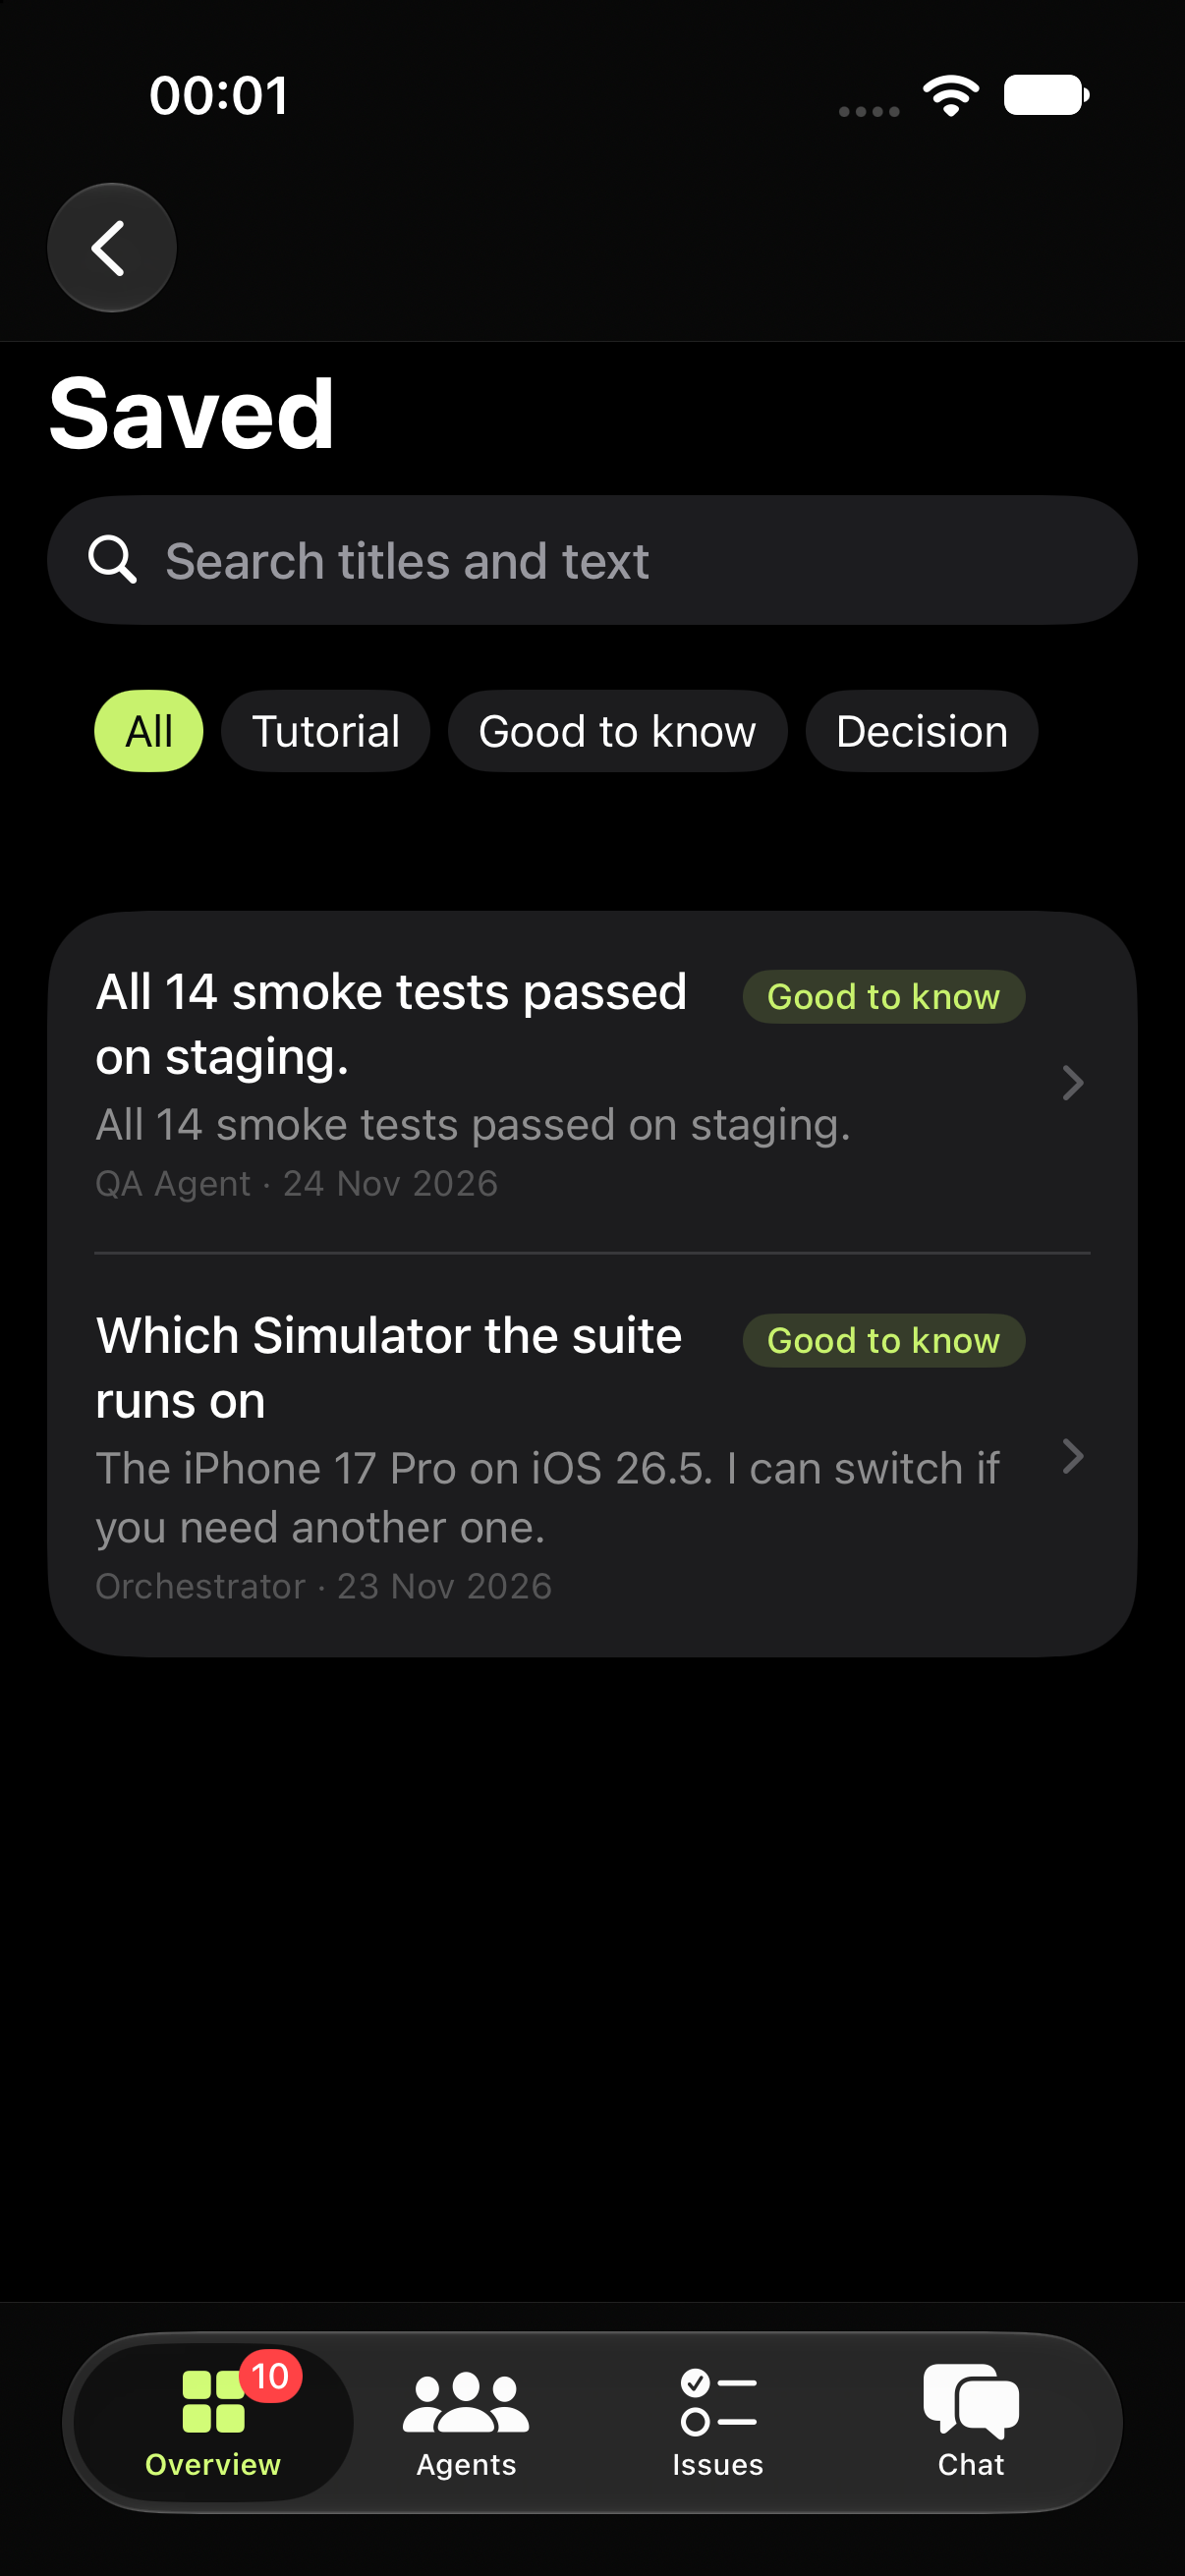 00:01
Saved
Search titles and text
All
Tutorial
Good to know
Decision
All 14 smoke tests passed
on staging.
Good to know
All 14 smoke tests passed on staging.
QA Agent · 24 Nov 2026
Which Simulator the suite
runs on
Good to know
The iPhone 17 Pro on iOS 26.5. I can switch if
you need another one.
Orchestrator · 23 Nov 2026
10
Overview
Agents
Issues
Chat